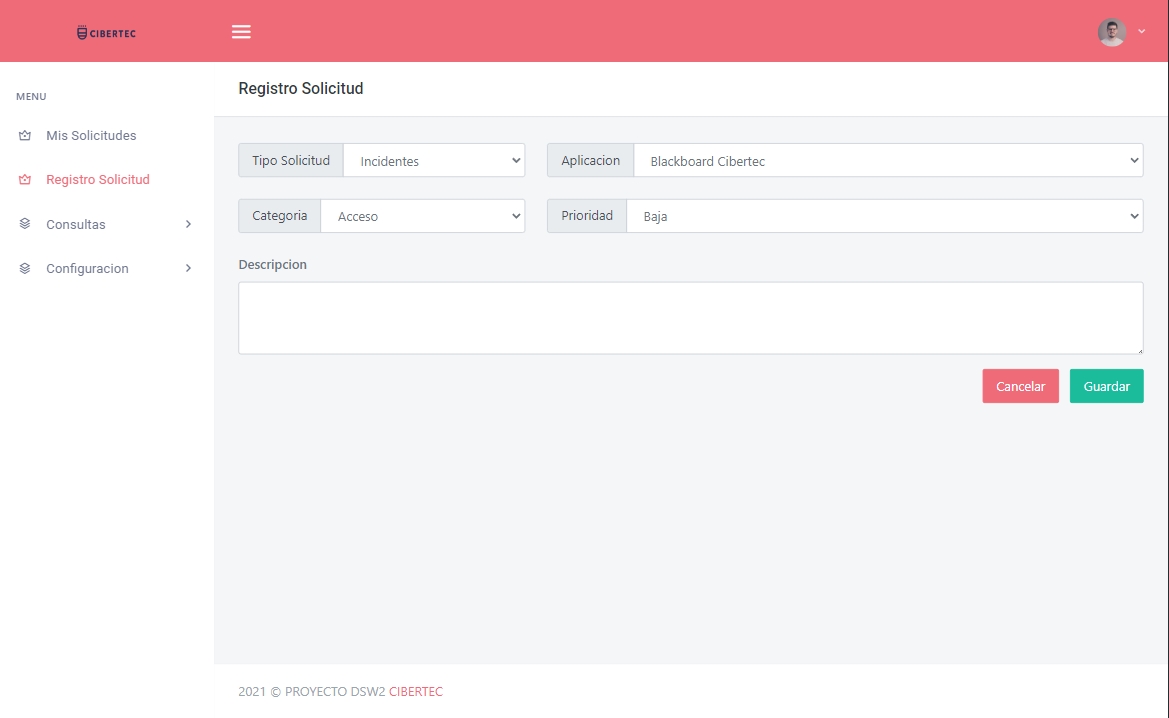 CIBERTEC
Registro Solicitud
MENU
Mis Solicitudes
Registro Solicitud
Consultas
Configuracion
Tipo Solicitud Incidentes Aplicacion Blackboard Cibertec
Categoria Acceso Prioridad Baja
Descripcion
Cancelar Guardar
2021 © PROYECTO DSW2 CIBERTEC